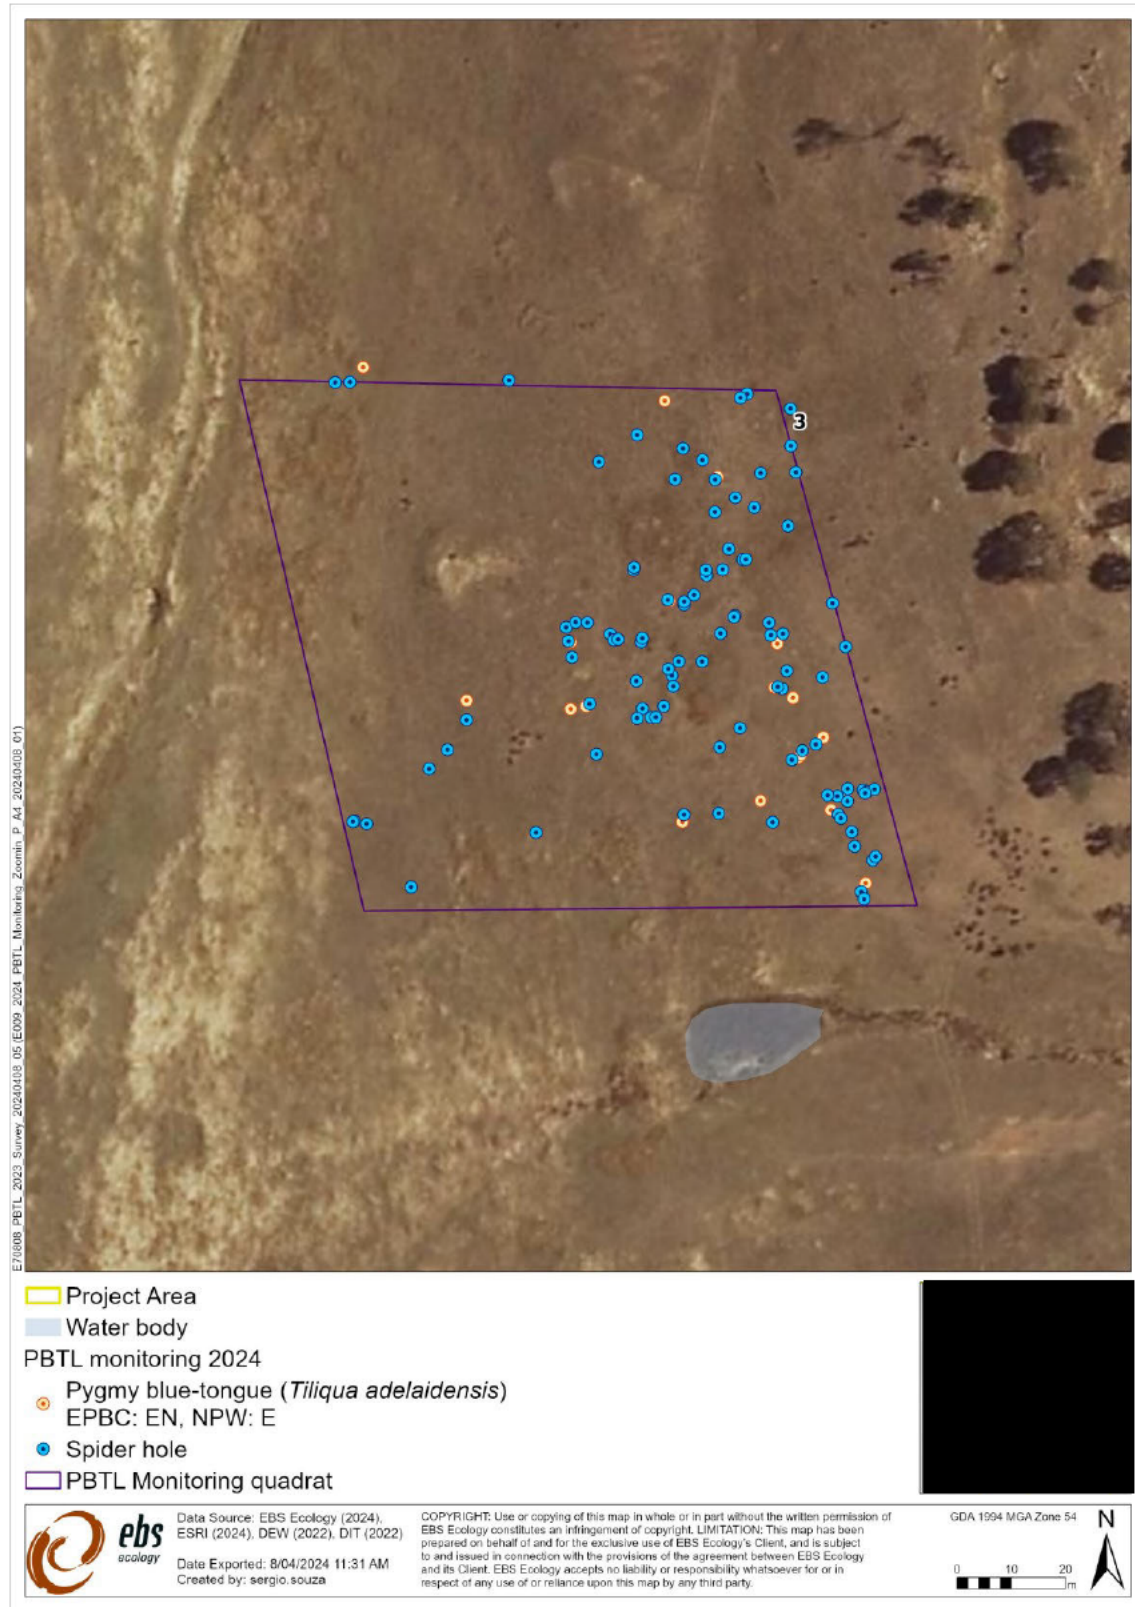 3
E70808_PBTL_2023_Survey_20240408_05 (E009_2024_PBTL_Monitoring_Zoomin_P_A4_20240408_01)
Project Area
Water body
PBTL monitoring 2024
Pygmy blue-tongue (Tiliqua adelaidensis)
EPBC: EN, NPW: E
Spider hole
PBTL Monitoring quadrat
ebs
ecology
Data Source: EBS Ecology (2024),
ESRI (2024), DEW (2022), DIT (2022)
Date Exported: 8/04/2024 11:31 AM
Created by: sergio.souza
COPYRIGHT: Use or copying of this map in whole or in part without the written permission of
EBS Ecology constitutes an infringement of copyright. LIMITATION: This map has been
prepared on behalf of and for the exclusive use of EBS Ecology's Client, and is subject
to and issued in connection with the provisions of the agreement between EBS Ecology
and its Client. EBS Ecology accepts no liability or responsibility whatsoever for or in
respect of any use of or reliance upon this map by any third party.
GDA 1994 MGA Zone 54
N
0 10 20
m